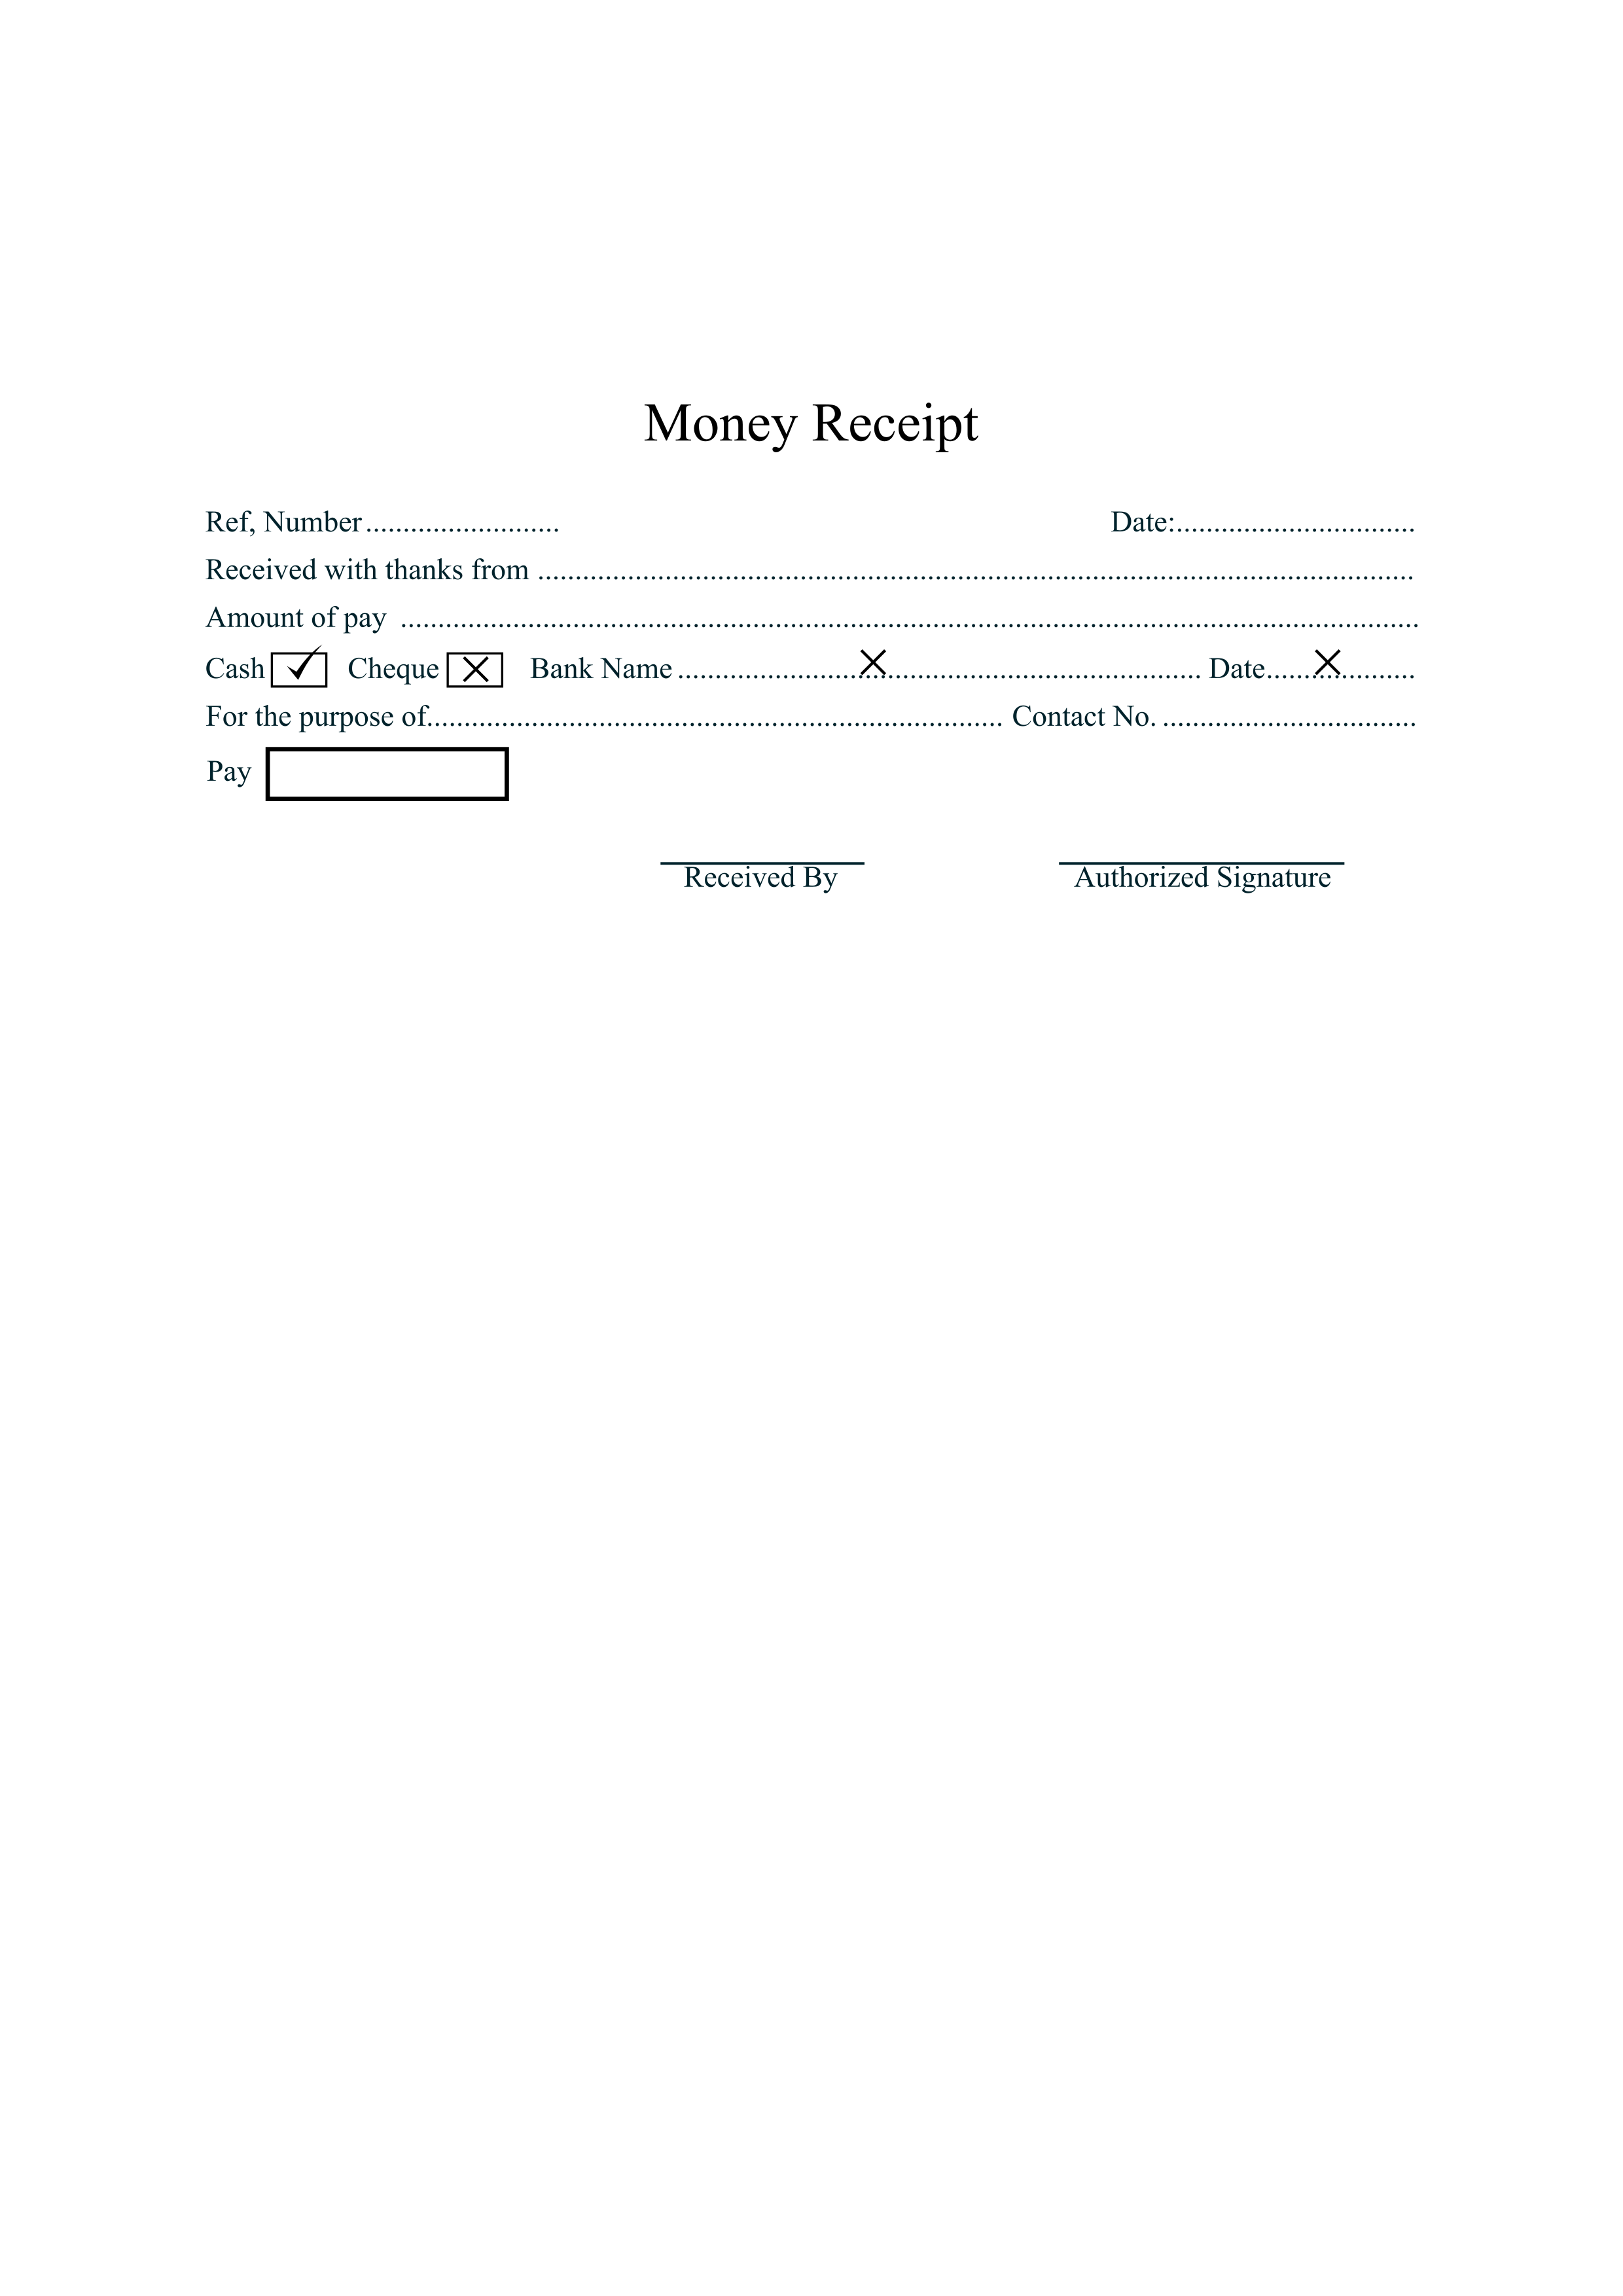 Money Receipt
Ref, Number.......................... Date:................................
Received with thanks from .....................................................................................................................
Amount of pay ........................................................................................................................................
Cash ✓ Cheque ✕ Bank Name ......................✕............................................ Date......✕..............
For the purpose of............................................................................. Contact No. ..................................
Pay
Received By Authorized Signature